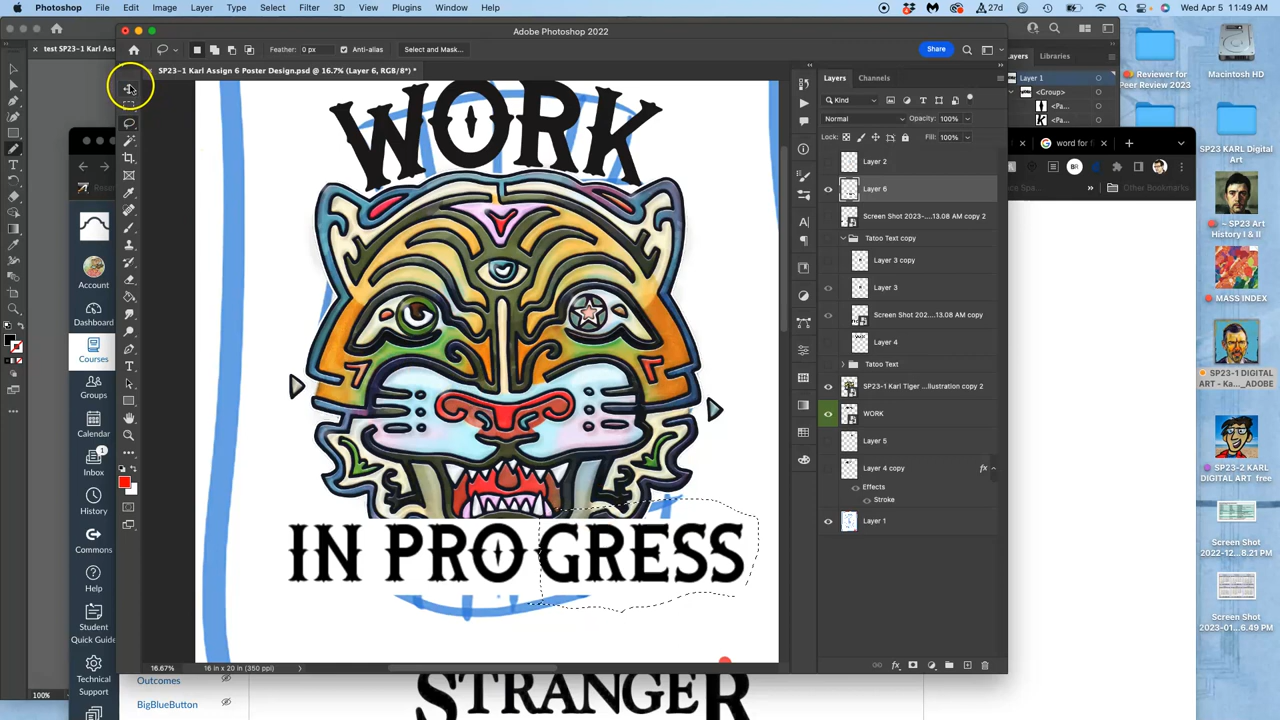 Photoshop File Edit Image Layer Type Select Filter 3D View Plugins Window Help
27d
Wed Apr 5 11:49 AM
Adobe Photoshop 2022
test SP23-1 Karl Ass
Feather: 0 px Anti-alias Select and Mask... Share
SP23-1 Karl Assign 6 Poster Design.psd @ 16.7% (Layer 6, RGB/8*) *
Layers Channels
Kind
Normal Opacity: 100%
Lock: Fill: 100%
Layer 2
Layer 6
Screen Shot 2023-....13.08 AM copy 2
Tatoo Text copy
Layer 3 copy
Layer 3
Screen Shot 202....13.08 AM copy
Layer 4
Tatoo Text
SP23-1 Karl Tiger ...llustration copy 2
WORK
Layer 5
Layer 4 copy fx
Effects
Stroke
Layer 1
WORK
IN PROGRESS
16.67% 16 in x 20 in (350 ppi)
100%
STRANGER
Account
Dashboard
Courses
Groups
Calendar
1
Inbox
History
Commons
Help
Student
Quick Guide
Technical
Support
Outcomes
BigBlueButton
Layers Libraries
Layer 1
<Group>
<Pa...
<Pa...
word for
BR
Other Bookmarks
Reviewer for
Peer Review 2023
Macintosh HD
SP23 KARL Digital
Art
~ SP23 Art
History I & II
MASS INDEX
SP23-1 DIGITAL
ART - Ka..._ADOBE
SP23-2 KARL
DIGITAL ART free
Screen Shot
2022-12...8.21 PM
Screen Shot
2023-01...6.49 PM